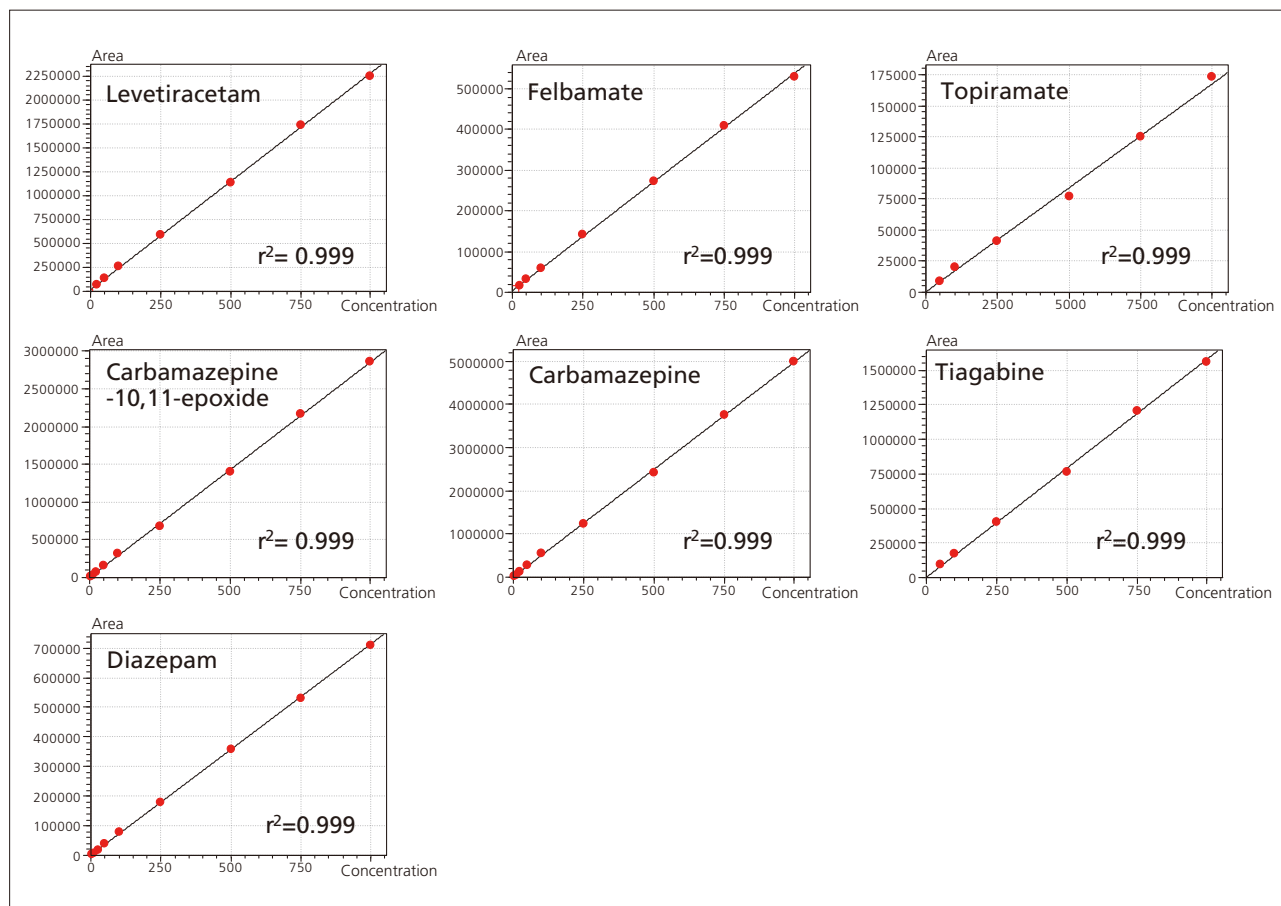 Area
Levetiracetam
2250000
2000000
1750000
1500000
1250000
1000000
750000
500000
250000
0
r²= 0.999
0 250 500 750 Concentration
Area
Felbamate
500000
400000
300000
200000
100000
0
r²=0.999
0 250 500 750 Concentration
Area
Topiramate
175000
150000
125000
100000
75000
50000
25000
0
r²=0.999
0 2500 5000 7500 Concentration
Area
Carbamazepine
-10,11-epoxide
3000000
2500000
2000000
1500000
1000000
500000
0
r²= 0.999
0 250 500 750 Concentration
Area
Carbamazepine
5000000
4000000
3000000
2000000
1000000
0
r²=0.999
0 250 500 750 Concentration
Area
Tiagabine
1500000
1250000
1000000
750000
500000
250000
0
r²=0.999
0 250 500 750 Concentration
Area
Diazepam
700000
600000
500000
400000
300000
200000
100000
0
r²=0.999
0 250 500 750 Concentration